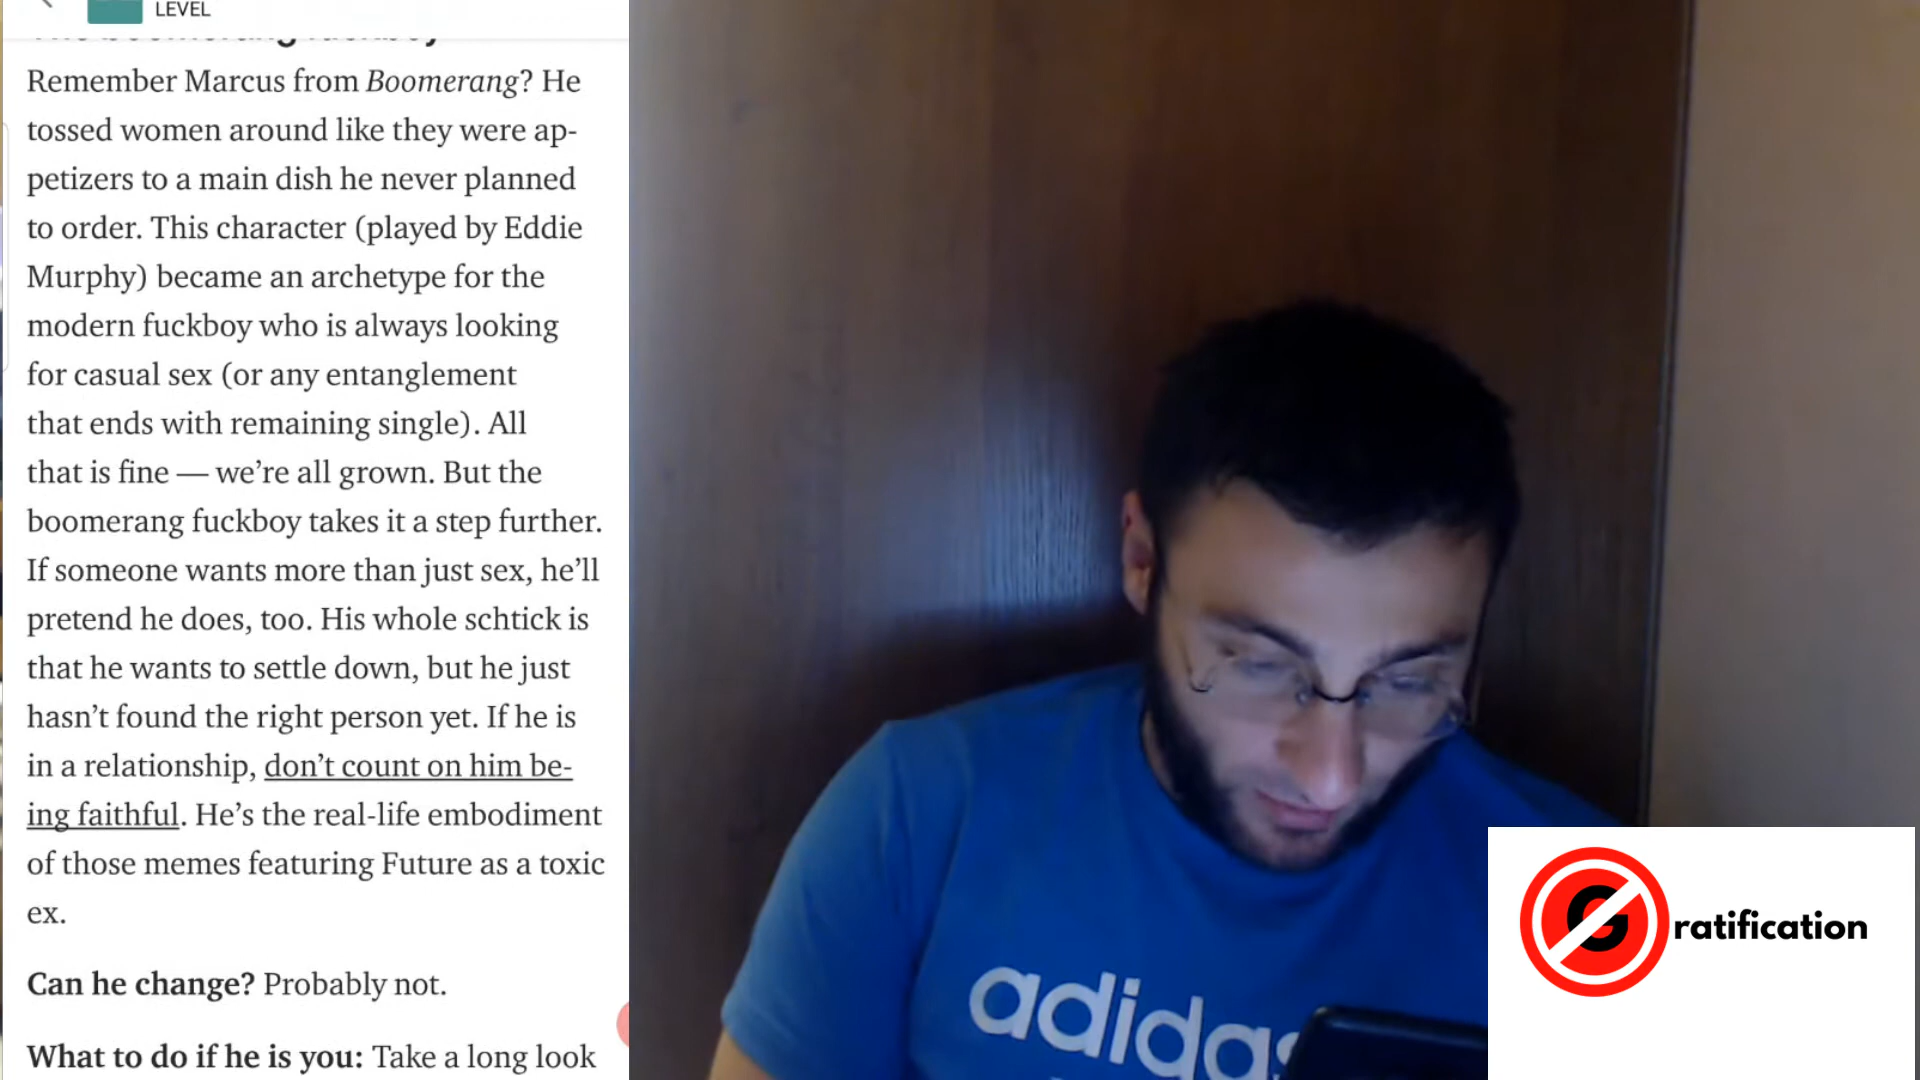 LEVEL
Remember Marcus from Boomerang? He
tossed women around like they were ap-
petizers to a main dish he never planned
to order. This character (played by Eddie
Murphy) became an archetype for the
modern fuckboy who is always looking
for casual sex (or any entanglement
that ends with remaining single). All
that is fine — we’re all grown. But the
boomerang fuckboy takes it a step further.
If someone wants more than just sex, he’ll
pretend he does, too. His whole schtick is
that he wants to settle down, but he just
hasn’t found the right person yet. If he is
in a relationship, don’t count on him be-
ing faithful. He’s the real-life embodiment
of those memes featuring Future as a toxic
ex.
Can he change? Probably not.
What to do if he is you: Take a long look
adidas
Gratification